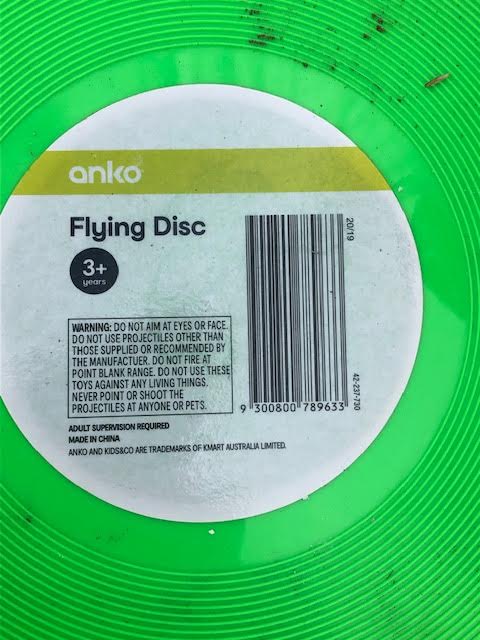 anko
Flying Disc
3+
years
WARNING: DO NOT AIM AT EYES OR FACE.
DO NOT USE PROJECTILES OTHER THAN
THOSE SUPPLIED OR RECOMMENDED BY
THE MANUFACTUER. DO NOT FIRE AT
POINT BLANK RANGE. DO NOT USE THESE
TOYS AGAINST ANY LIVING THINGS.
NEVER POINT OR SHOOT THE
PROJECTILES AT ANYONE OR PETS.
ADULT SUPERVISION REQUIRED
MADE IN CHINA
ANKO AND KIDS&CO ARE TRADEMARKS OF KMART AUSTRALIA LIMITED.
20/19
42-237-730
9 300800 789633